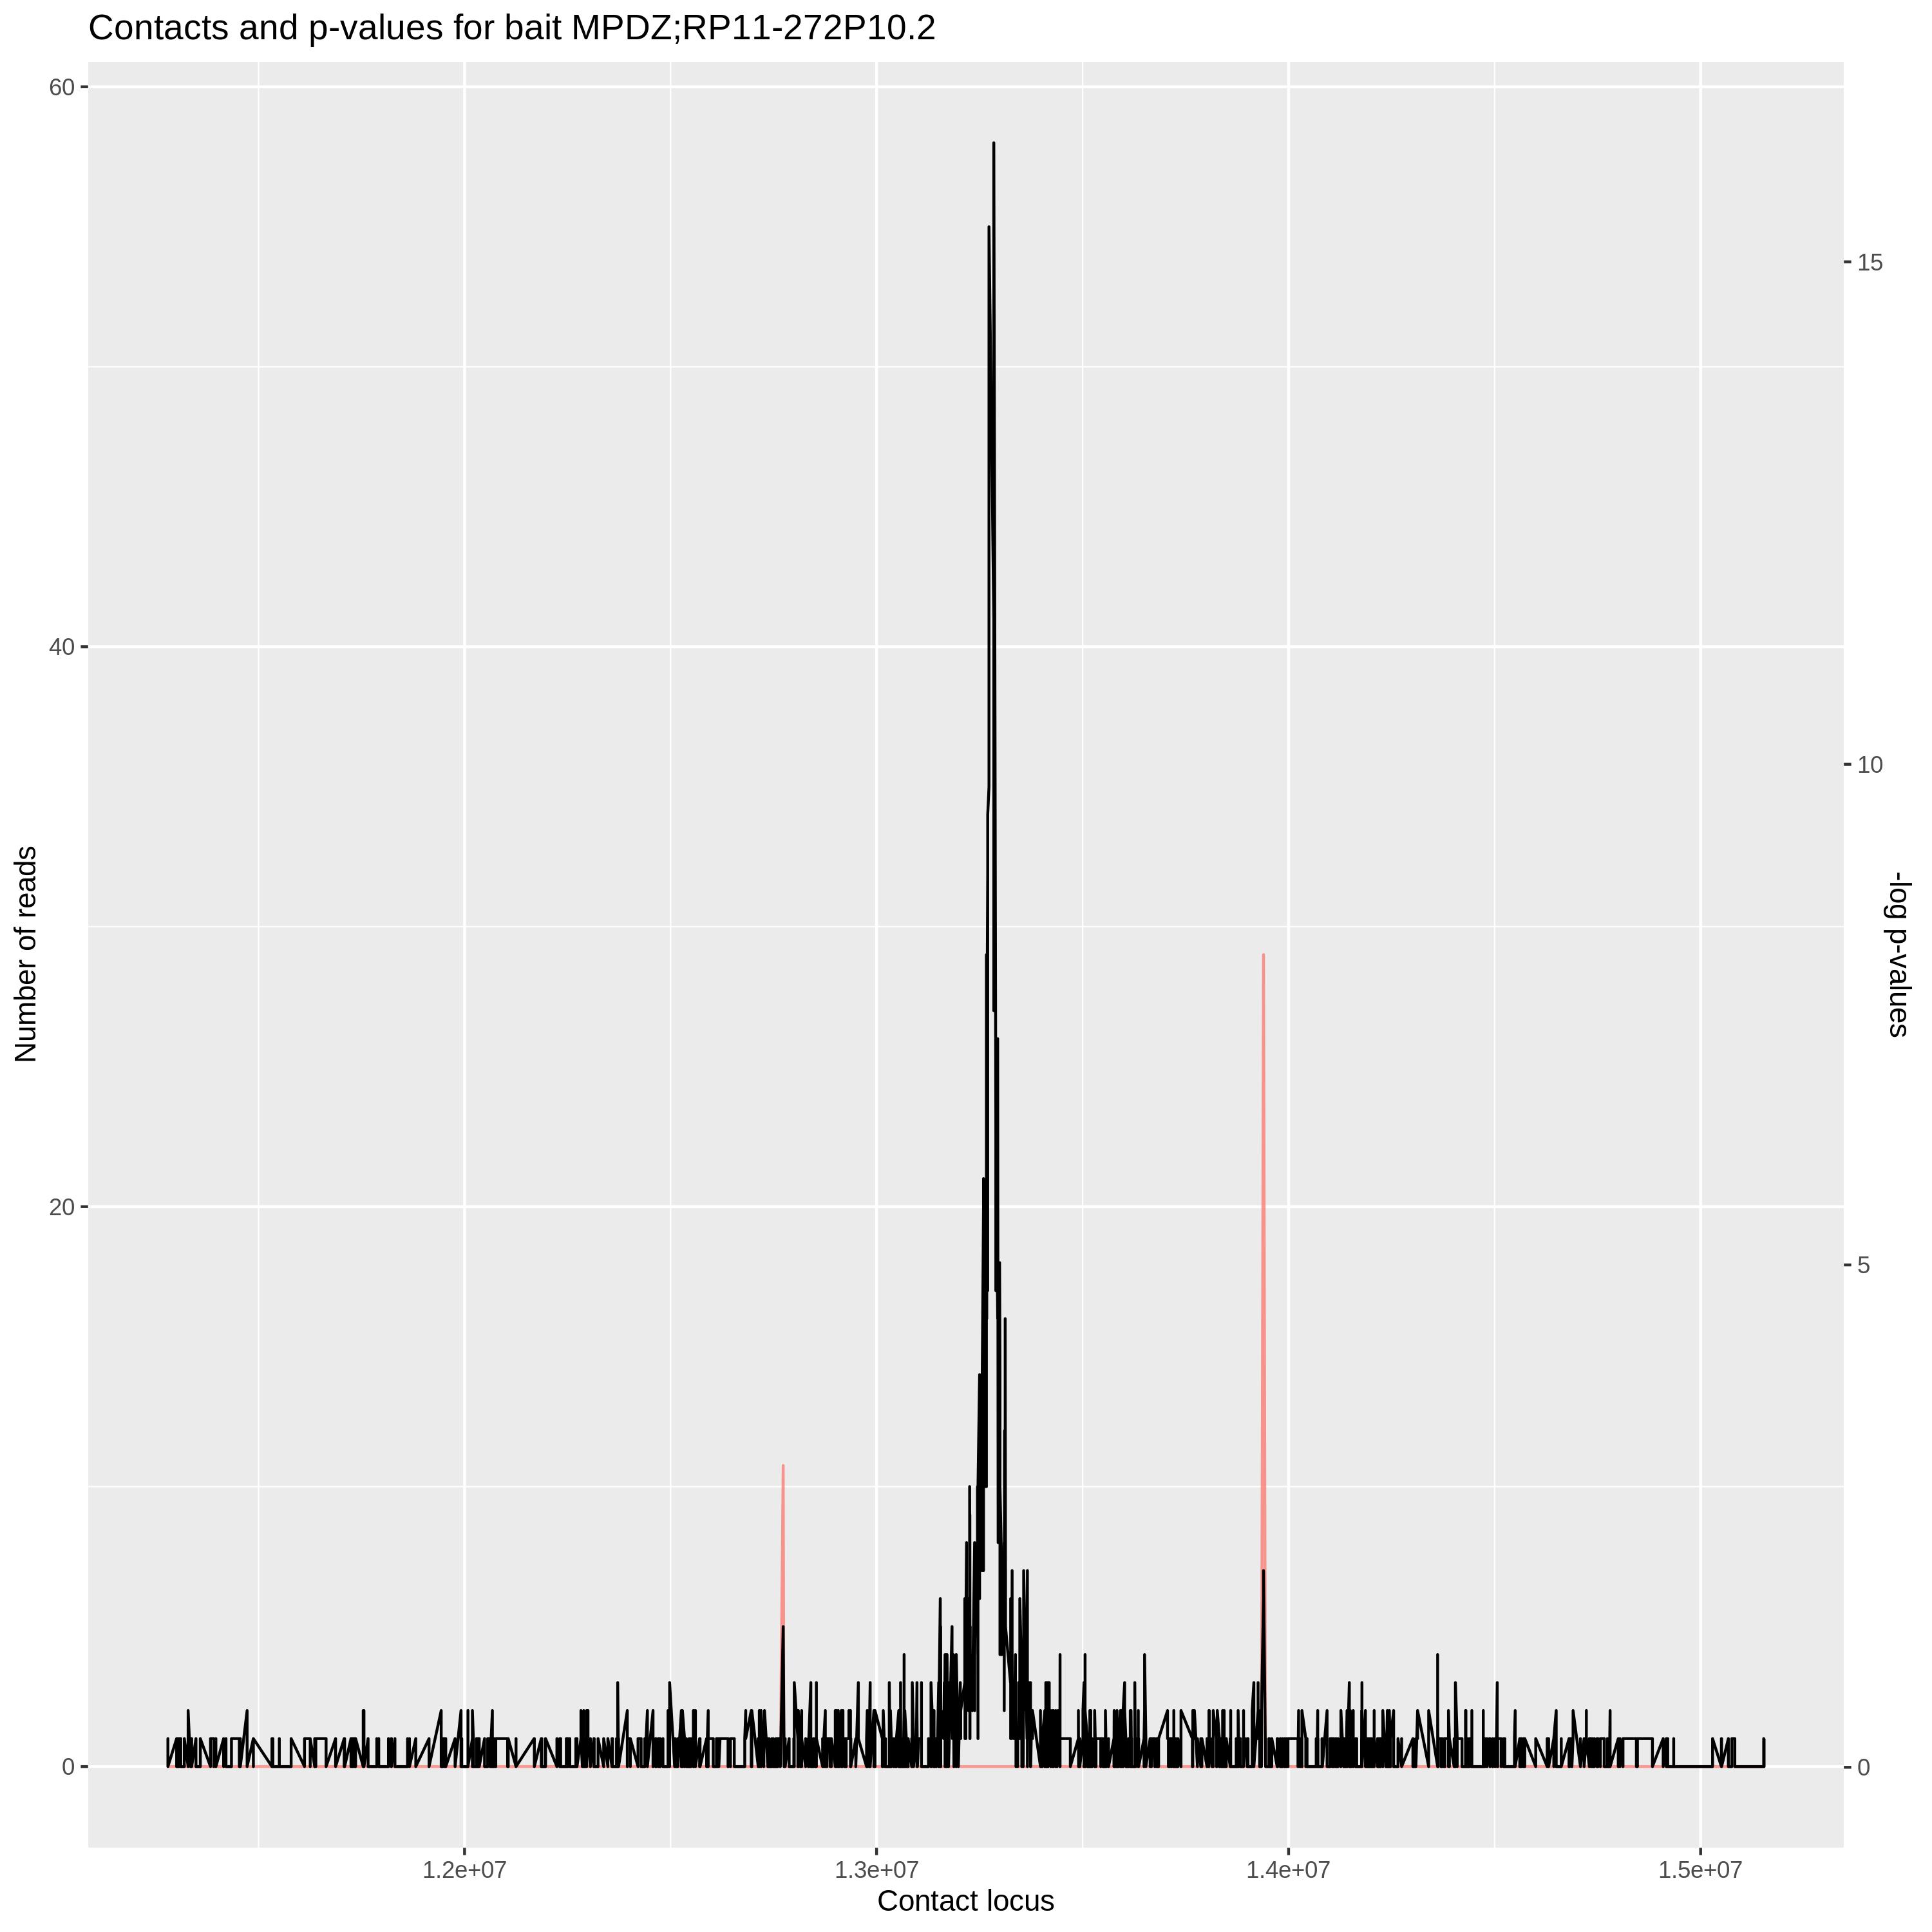 Contacts and p-values for bait MPDZ;RP11-272P10.2
60
40
20
0
Number of reads
15
10
5
0
-log p-values
1.2e+07
1.3e+07
1.4e+07
1.5e+07
Contact locus